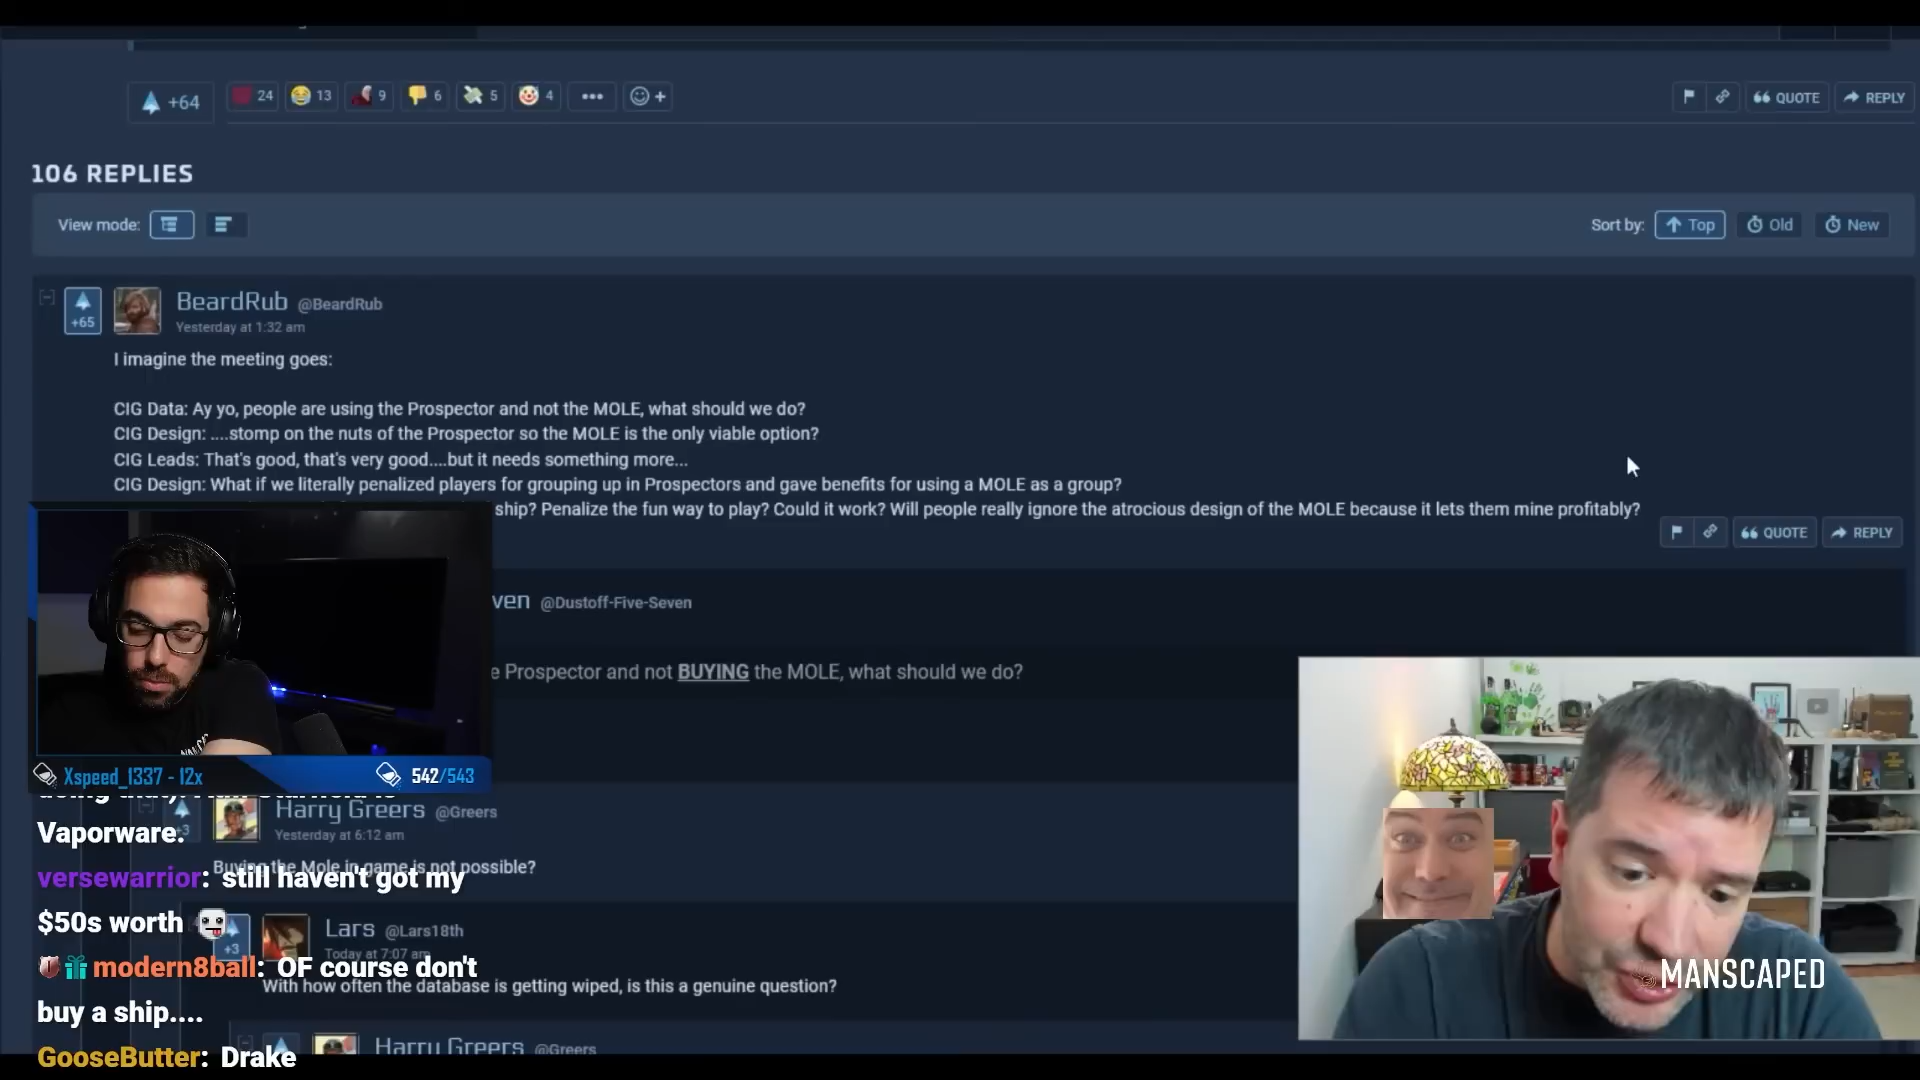 +64 24 13 9 6 5 4 ••• + QUOTE REPLY
106 REPLIES
View mode: Sort by: Top Old New
[-] +65 BeardRub @BeardRub
Yesterday at 1:32 am
I imagine the meeting goes:
CIG Data: Ay yo, people are using the Prospector and not the MOLE, what should we do?
CIG Design: ....stomp on the nuts of the Prospector so the MOLE is the only viable option?
CIG Leads: That's good, that's very good....but it needs something more...
CIG Design: What if we literally penalized players for grouping up in Prospectors and gave benefits for using a MOLE as a group?
ship? Penalize the fun way to play? Could it work? Will people really ignore the atrocious design of the MOLE because it lets them mine profitably?
QUOTE REPLY
ven @Dustoff-Five-Seven
e Prospector and not BUYING the MOLE, what should we do?
Xspeed_1337 - 12x 542/543
Harry Greers @Greers
+3
Yesterday at 6:12 am
Vaporware.
Buying the Mole in game is not possible?
versewarrior: still haven't got my
$50s worth
+3
Lars @Lars18th
Today at 7:07 am
modern8ball: OF course don't
With how often the database is getting wiped, is this a genuine question?
buy a ship....
Harry Greers @Greers
GooseButter: Drake
MANSCAPED